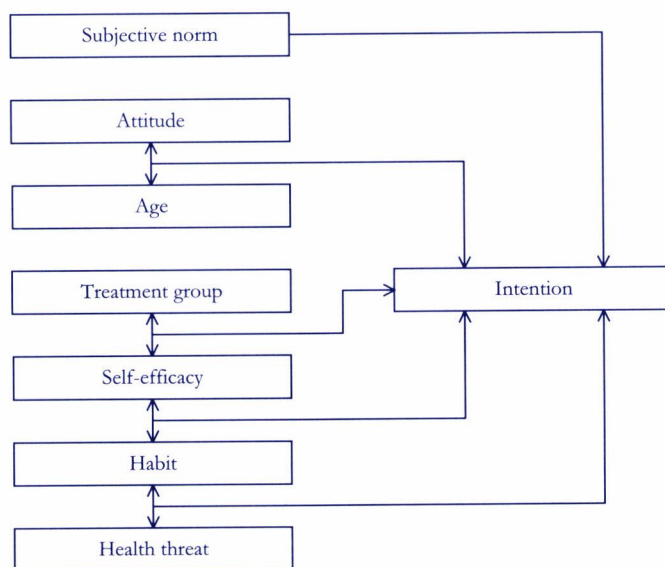 Subjective norm
Attitude
Age
Treatment group
Intention
Self-efficacy
Habit
Health threat